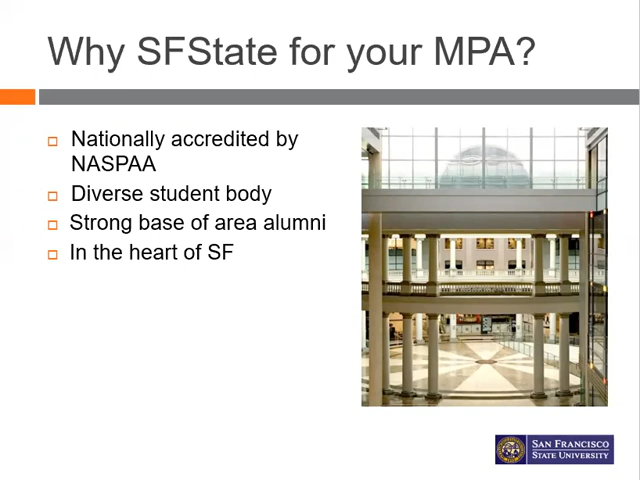 Why SFState for your MPA?
Nationally accredited by
NASPAA
Diverse student body
Strong base of area alumni
In the heart of SF
SAN FRANCISCO
STATE UNIVERSITY